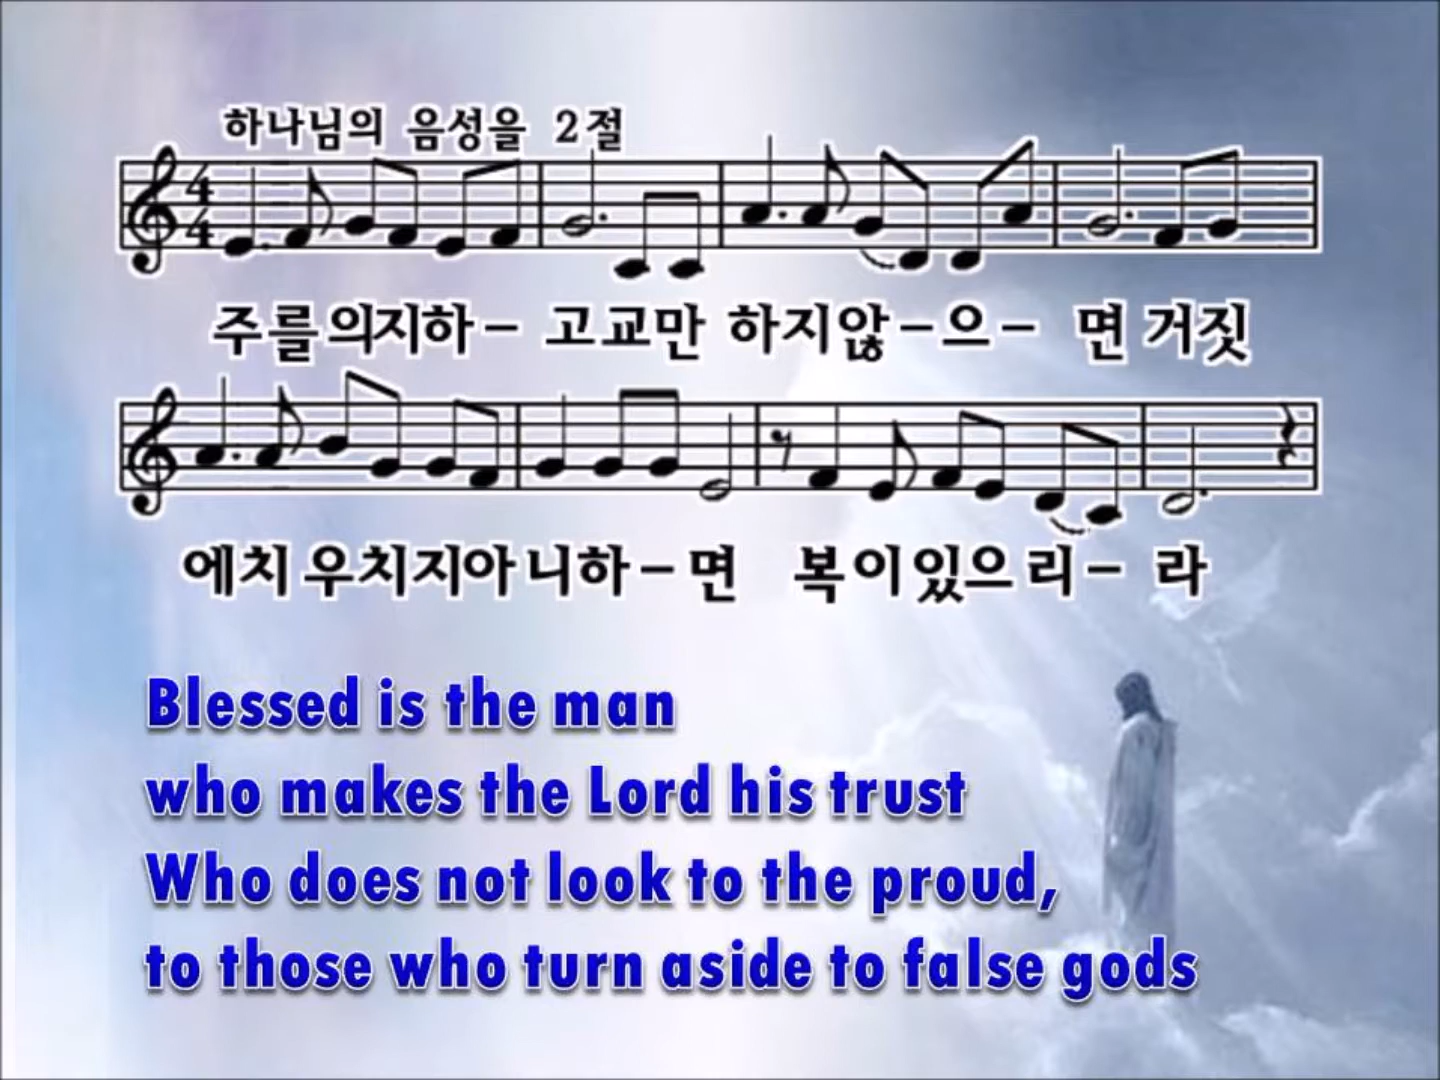 하나님의 음성을 2절
주를의지하- 고교만 하지않-으- 면 거짓
에치 우치지아니하-면 복이있으리- 라
Blessed is the man
who makes the Lord his trust
Who does not look to the proud,
to those who turn aside to false gods